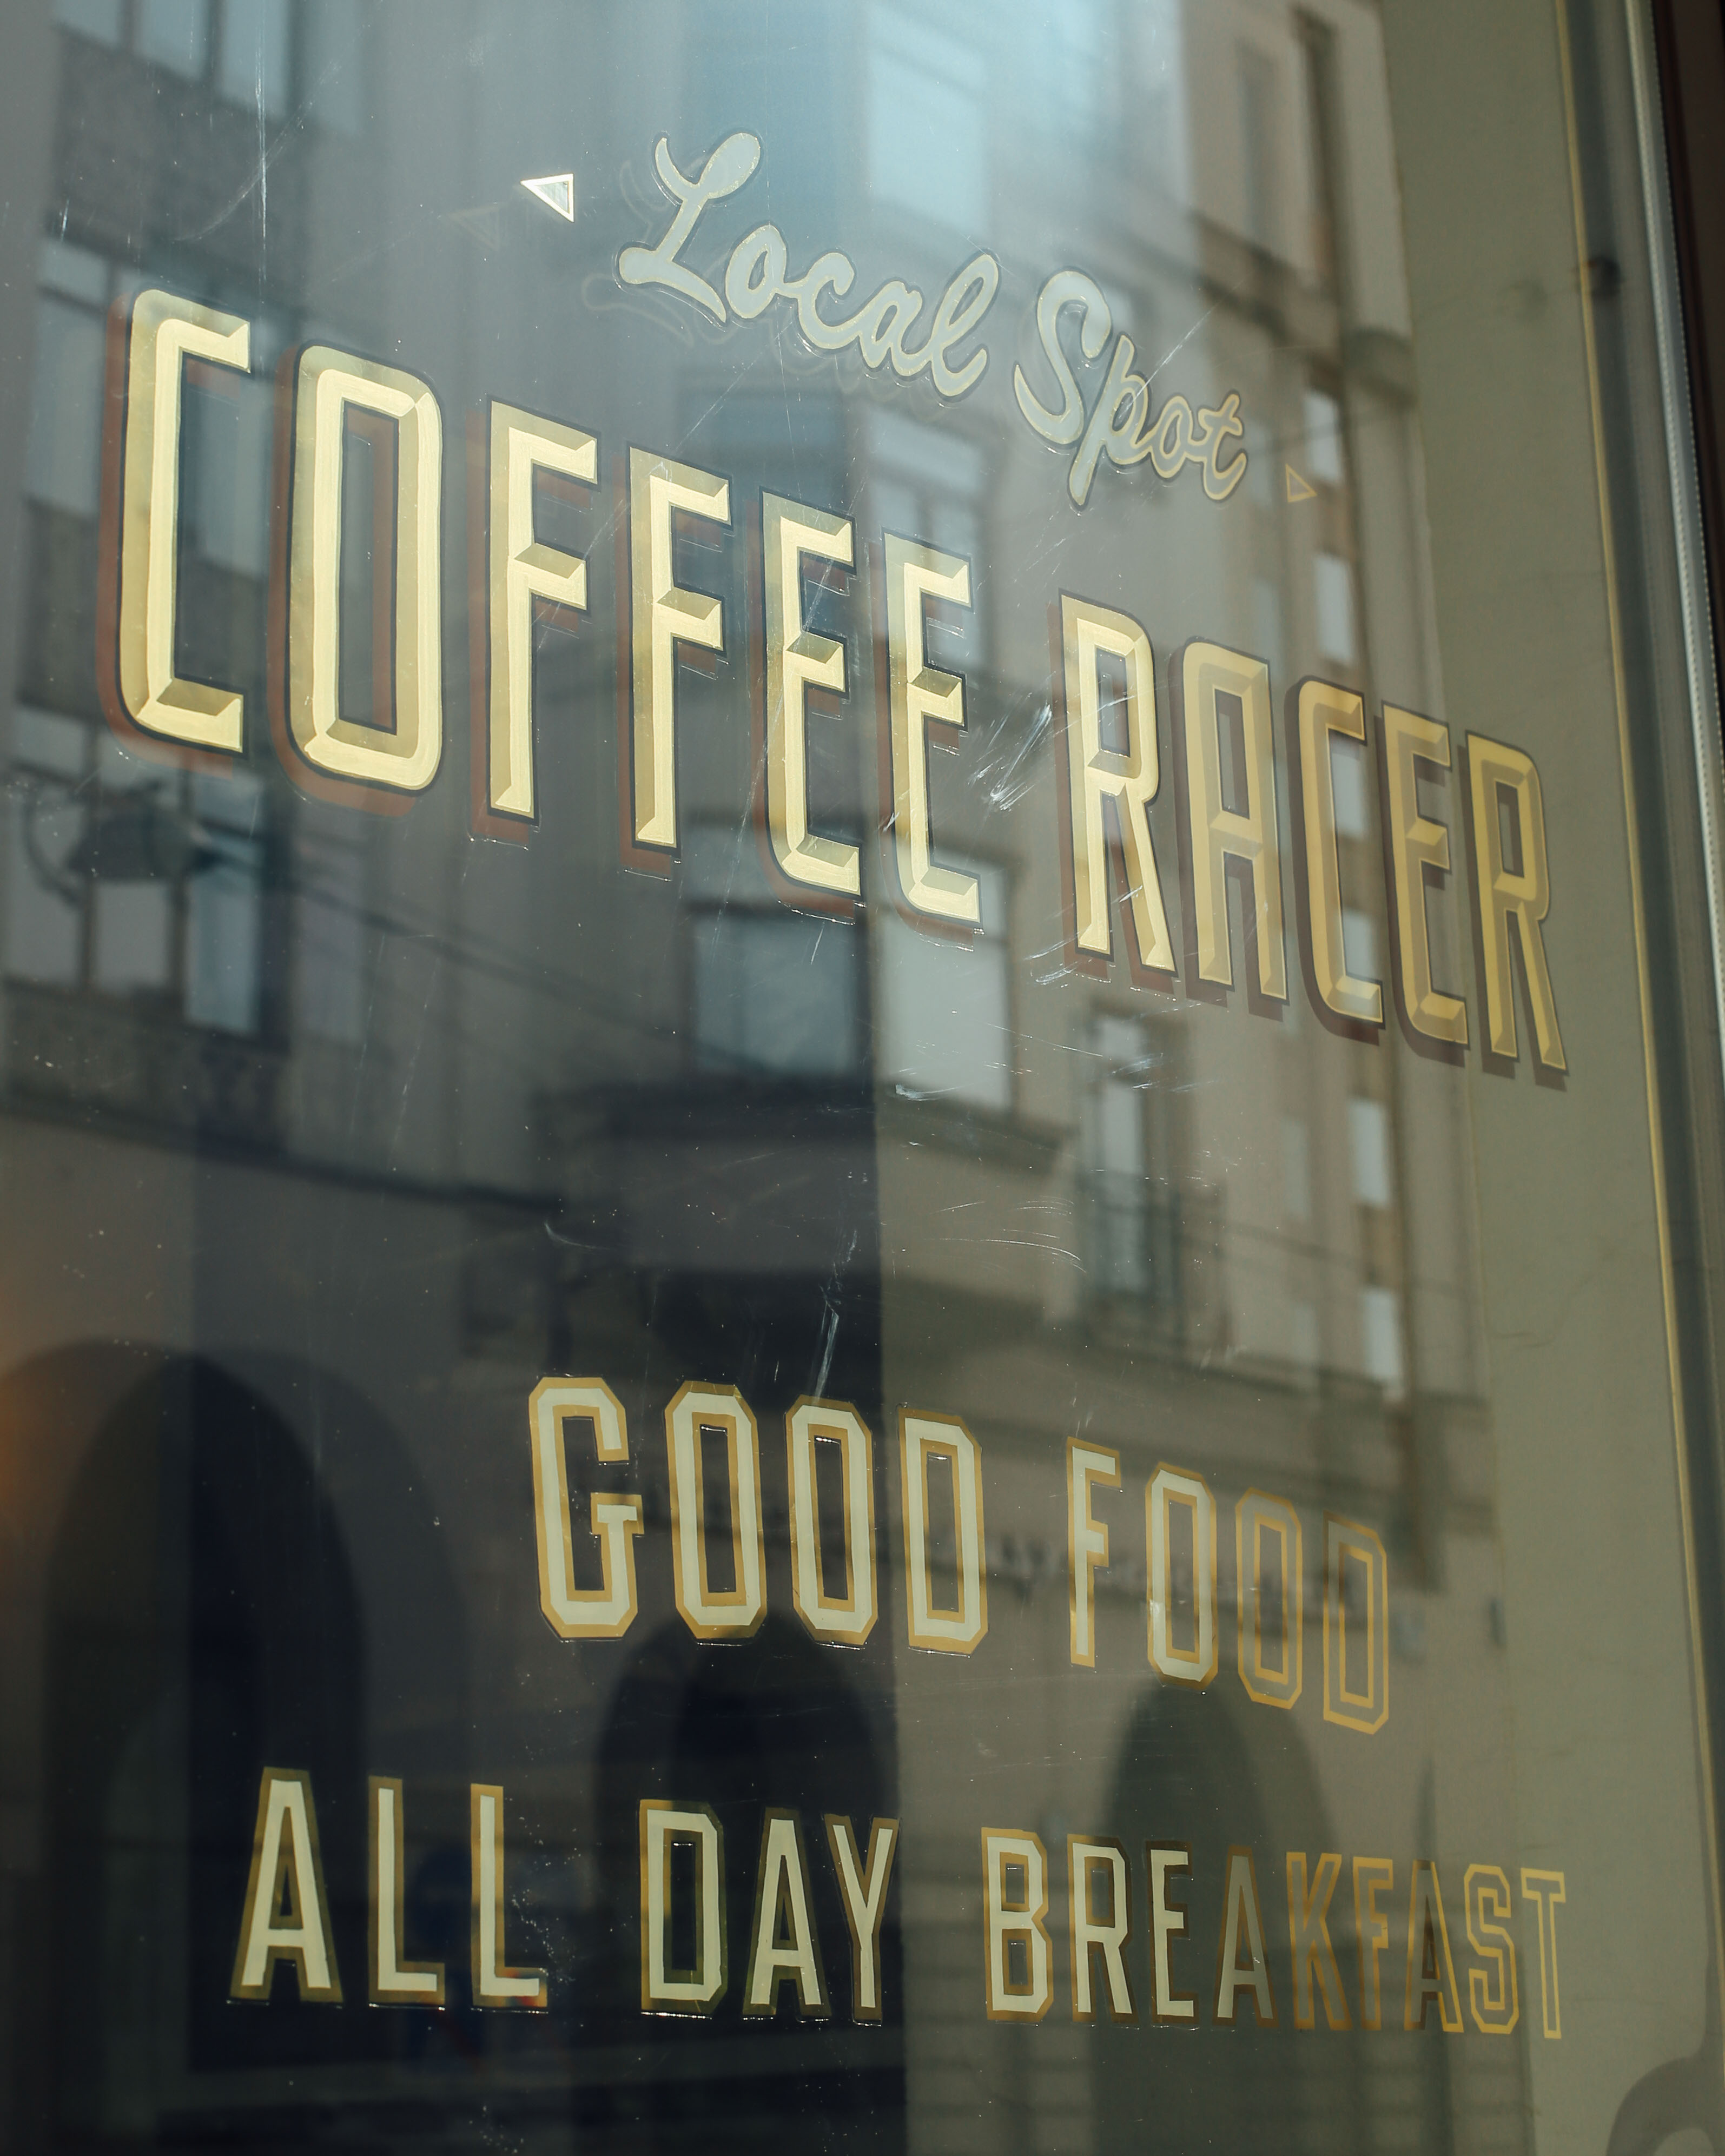 Local Spot
COFFEE RACER
GOOD FOOD
ALL DAY BREAKFAST